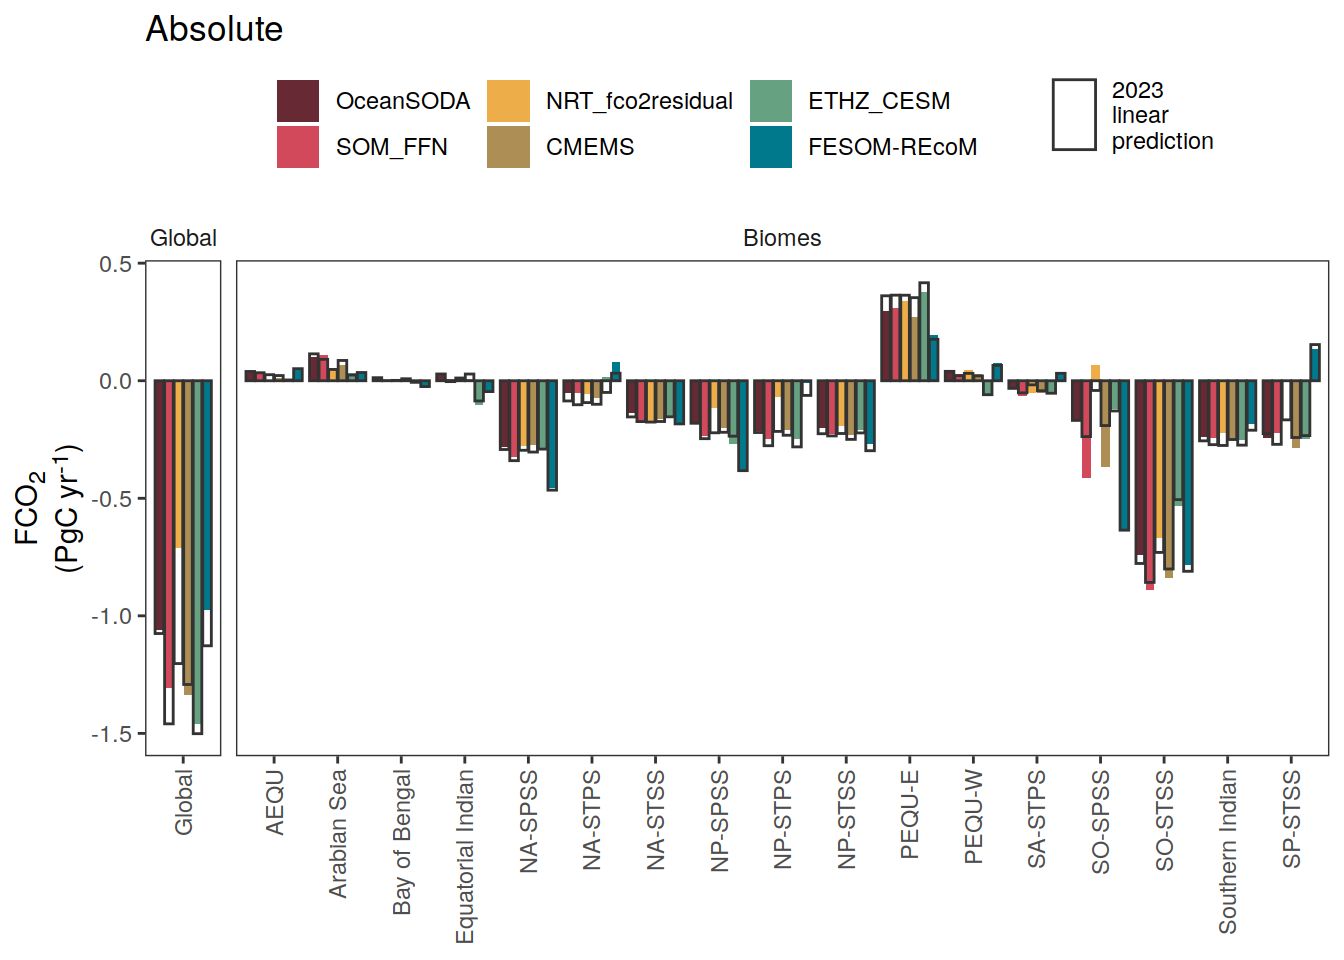 Absolute
OceanSODA
NRT_fco2residual
ETHZ_CESM
SOM_FFN
CMEMS
FESOM-REcoM
2023
linear
prediction
Global
Biomes
FCO₂
(PgC yr⁻¹)
0.5
0.0
-0.5
-1.0
-1.5
Global
AEQU
Arabian Sea
Bay of Bengal
Equatorial Indian
NA-SPSS
NA-STPS
NA-STSS
NP-SPSS
NP-STPS
NP-STSS
PEQU-E
PEQU-W
SA-STPS
SO-SPSS
SO-STSS
Southern Indian
SP-STSS